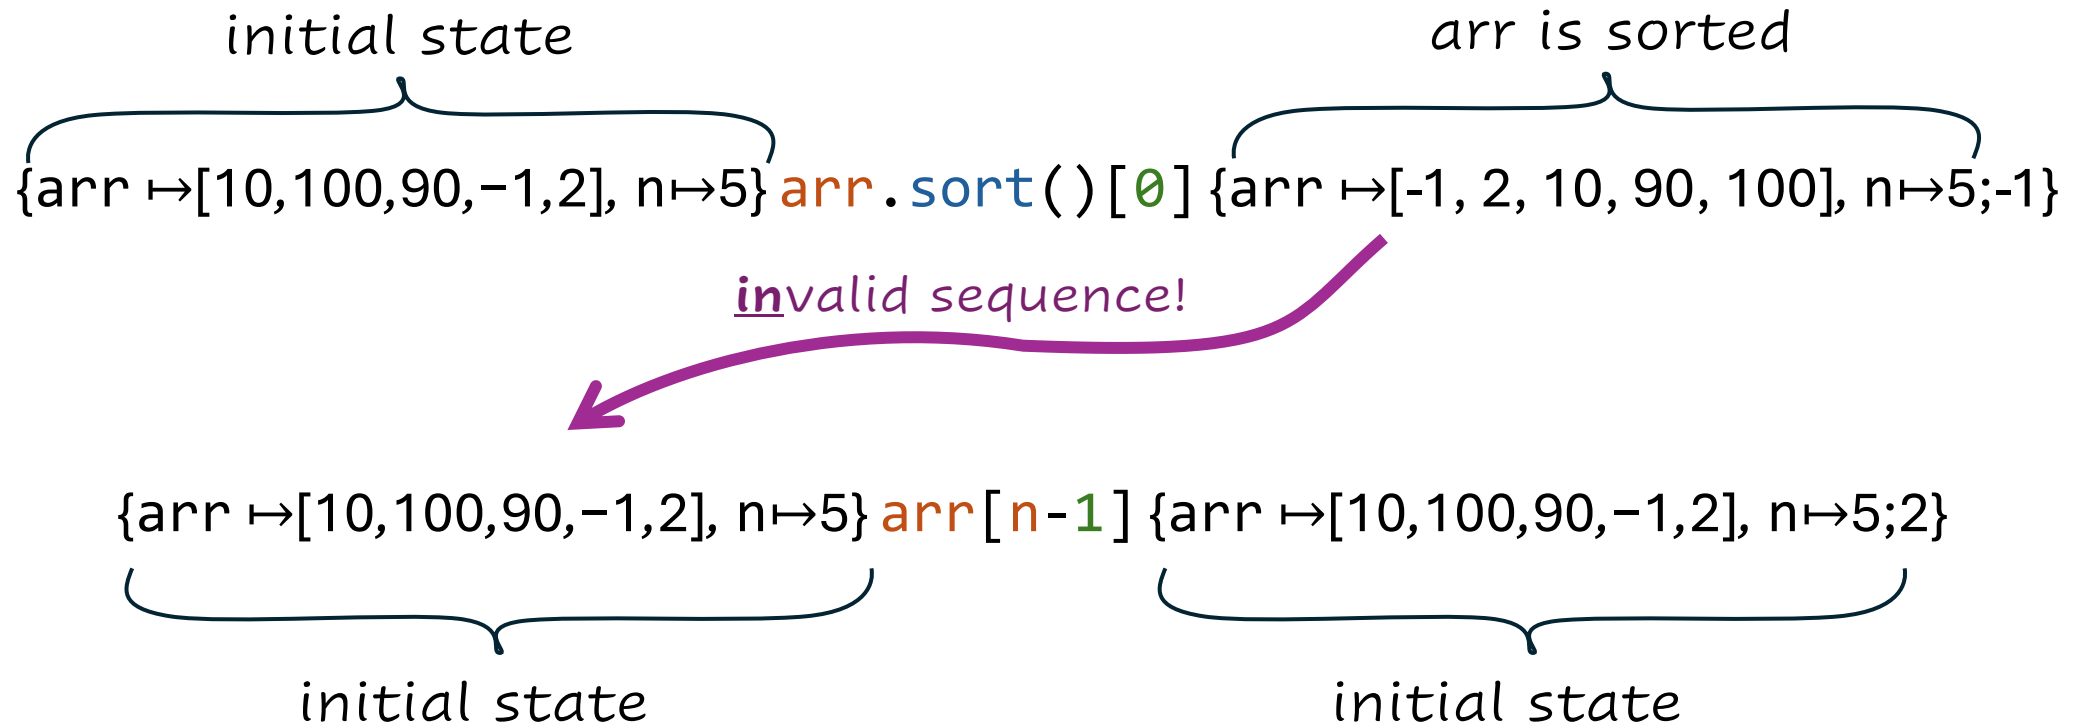 initial state
arr is sorted
{arr ↦[10,100,90,−1,2], n↦5} arr.sort()[0] {arr ↦[-1, 2, 10, 90, 100], n↦5;-1}
invalid sequence!
{arr ↦[10,100,90,−1,2], n↦5} arr[n-1] {arr ↦[10,100,90,−1,2], n↦5;2}
initial state
initial state